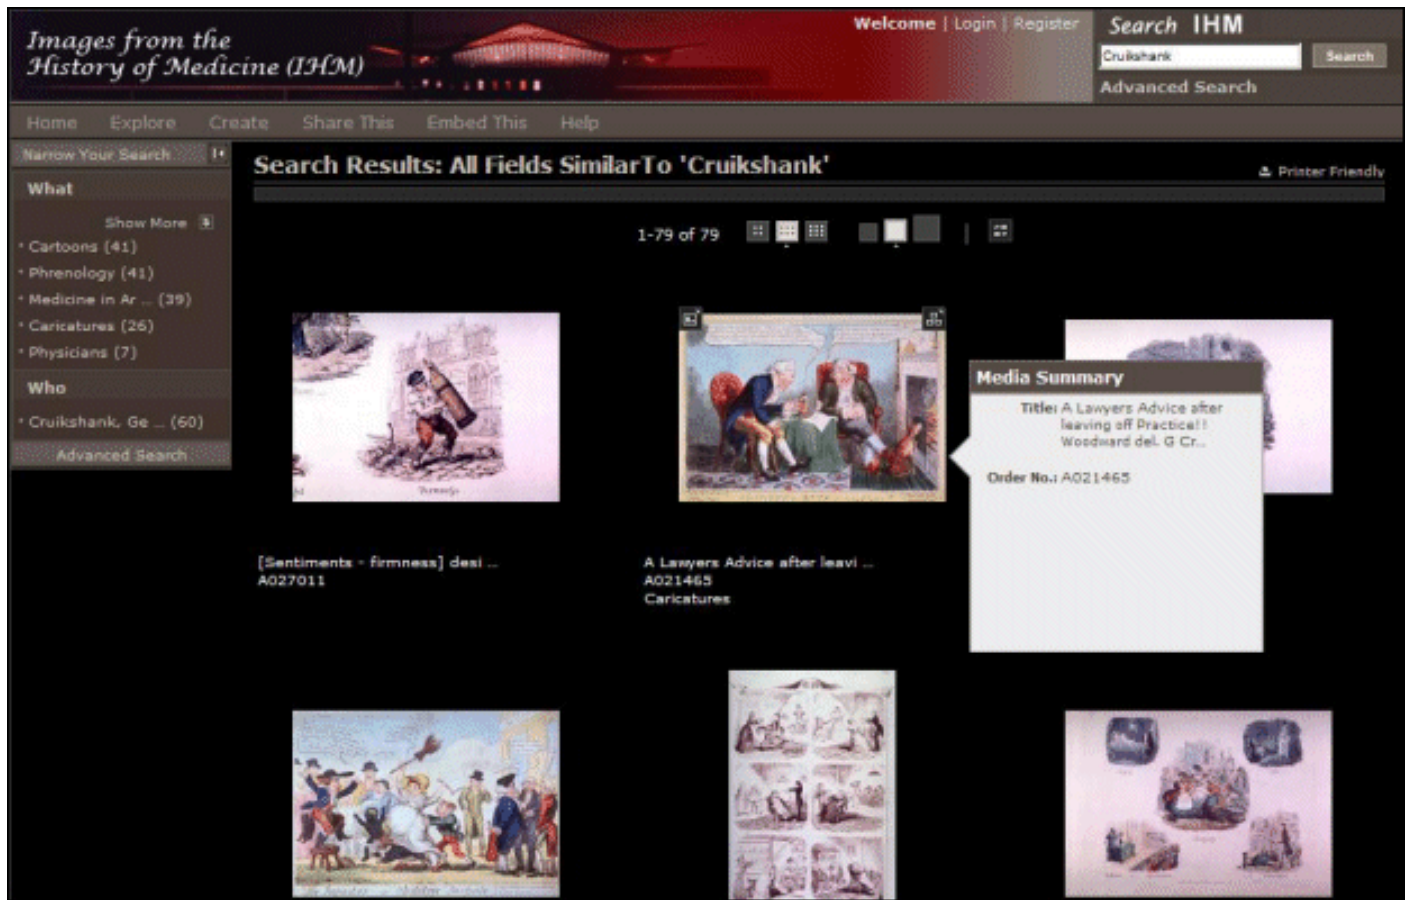 Images from the
History of Medicine (IHM)
Welcome | Login | Register
Search IHM
Cruikshank
Search
Advanced Search
Home Explore Create Share This Embed This Help
Narrow Your Search
What
Show More
Cartoons (41)
Phrenology (41)
Medicine in Ar ... (39)
Caricatures (26)
Physicians (7)
Who
Cruikshank, Ge ... (60)
Advanced Search
Search Results: All Fields SimilarTo 'Cruikshank'
Printer Friendly
1-79 of 79
[Sentiments - firmness] desi ...
A027011
A Lawyers Advice after leavi ...
A021465
Caricatures
Media Summary
Title: A Lawyers Advice after
leaving off Practice!!
Woodward del. G Cr...
Order No.: A021465